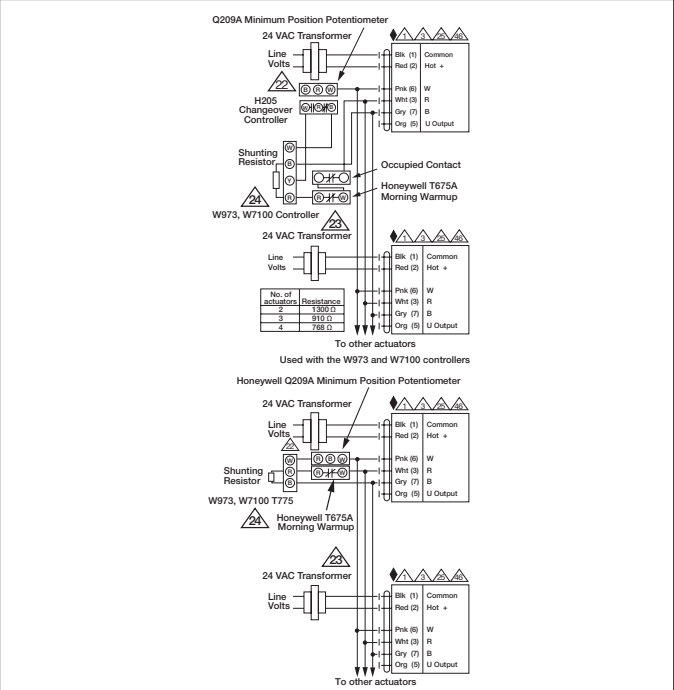 Q209A Minimum Position Potentiometer
24 VAC Transformer
Line
Volts
1 3 25 46
Blk (1) Common
Red (2) Hot +
Pnk (6) W
Wht (3) R
Gry (7) B
Org (5) U Output
22
B R W
H205
Changeover
Controller
W R B
Shunting
Resistor
W
B
Y
R
Occupied Contact
Honeywell T675A
Morning Warmup
R W
24
W973, W7100 Controller
23
24 VAC Transformer
Line
Volts
1 3 25 46
Blk (1) Common
Red (2) Hot +
Pnk (6) W
Wht (3) R
Gry (7) B
Org (5) U Output
No. of
actuators Resistance
2 1300 Ω
3 910 Ω
4 768 Ω
To other actuators
Used with the W973 and W7100 controllers
Honeywell Q209A Minimum Position Potentiometer
24 VAC Transformer
Line
Volts
1 3 25 46
Blk (1) Common
Red (2) Hot +
Pnk (6) W
Wht (3) R
Gry (7) B
Org (5) U Output
22
W
R
B
R B W
R W
Shunting
Resistor
W973, W7100 T775
24
Honeywell T675A
Morning Warmup
23
24 VAC Transformer
Line
Volts
1 3 25 46
Blk (1) Common
Red (2) Hot +
Pnk (6) W
Wht (3) R
Gry (7) B
Org (5) U Output
To other actuators